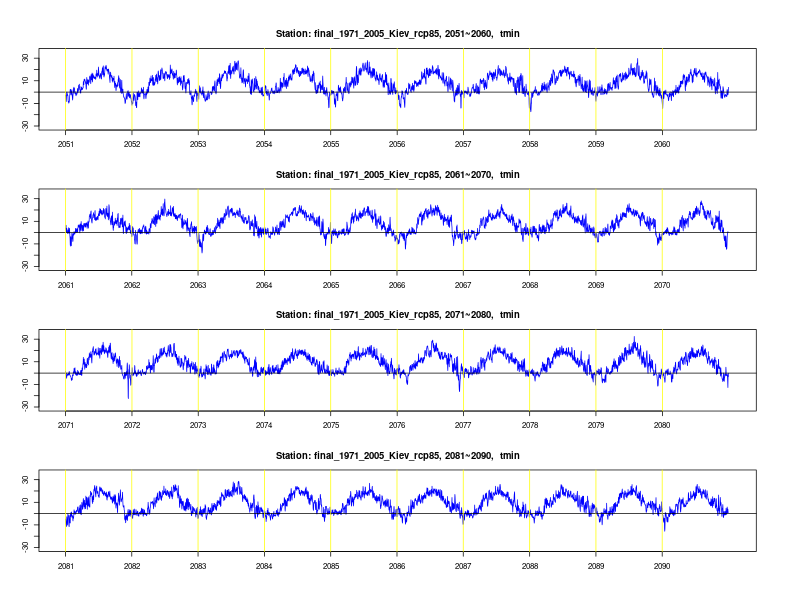 Station: final_1971_2005_Kiev_rcp85, 2051~2060, tmin
30
10
-10
-30
2051 2052 2053 2054 2055 2056 2057 2058 2059 2060
Station: final_1971_2005_Kiev_rcp85, 2061~2070, tmin
30
10
-10
-30
2061 2062 2063 2064 2065 2066 2067 2068 2069 2070
Station: final_1971_2005_Kiev_rcp85, 2071~2080, tmin
30
10
-10
-30
2071 2072 2073 2074 2075 2076 2077 2078 2079 2080
Station: final_1971_2005_Kiev_rcp85, 2081~2090, tmin
30
10
-10
-30
2081 2082 2083 2084 2085 2086 2087 2088 2089 2090